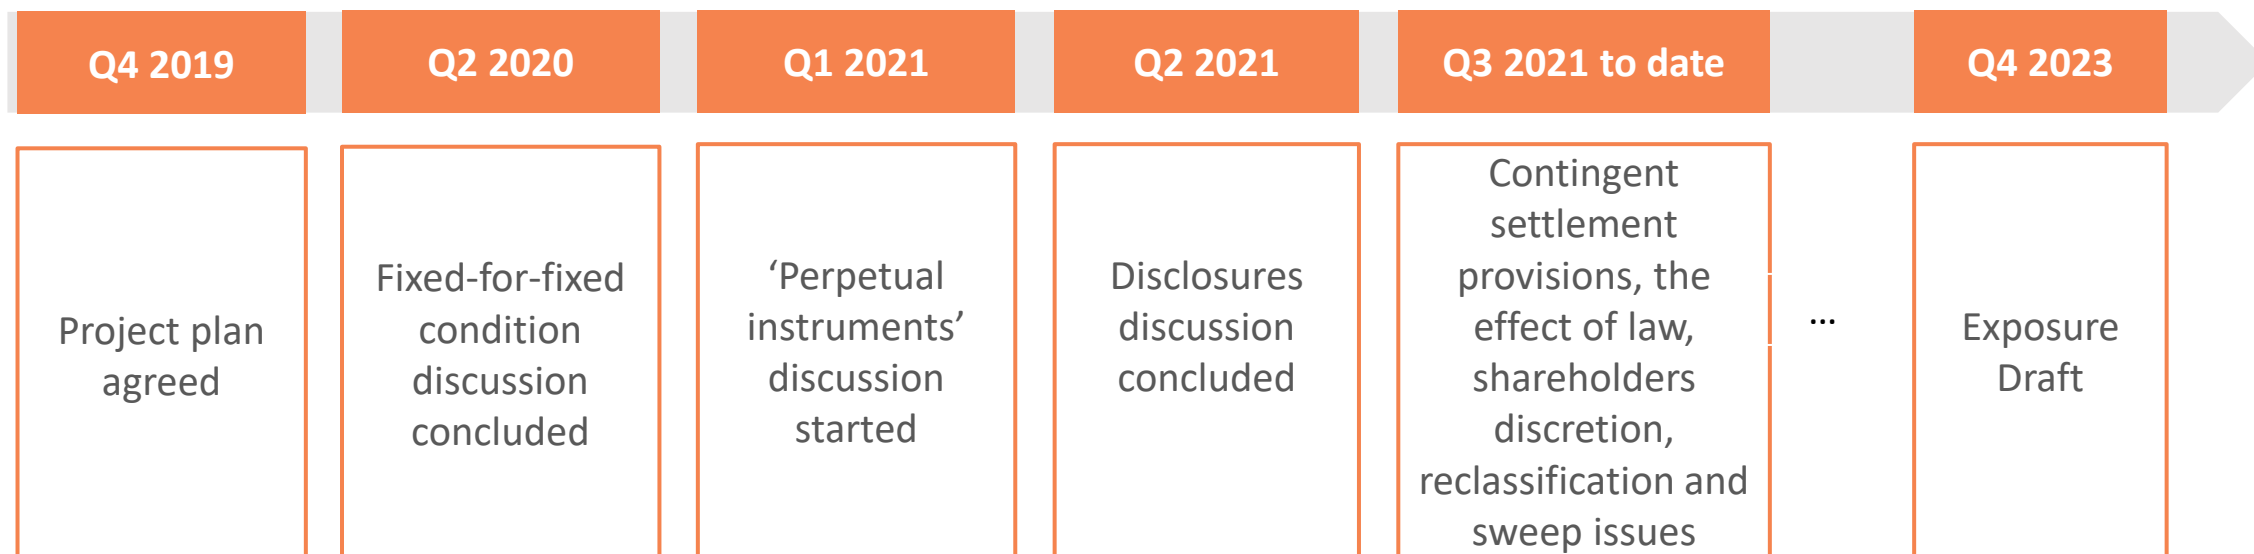 Q4 2019
Q2 2020
Q1 2021
Q2 2021
Q3 2021 to date
Q4 2023
Project plan
agreed
Fixed-for-fixed
condition
discussion
concluded
‘Perpetual
instruments’
discussion
started
Disclosures
discussion
concluded
Contingent
settlement
provisions, the
effect of law,
shareholders
discretion,
reclassification and
sweep issues
...
Exposure
Draft